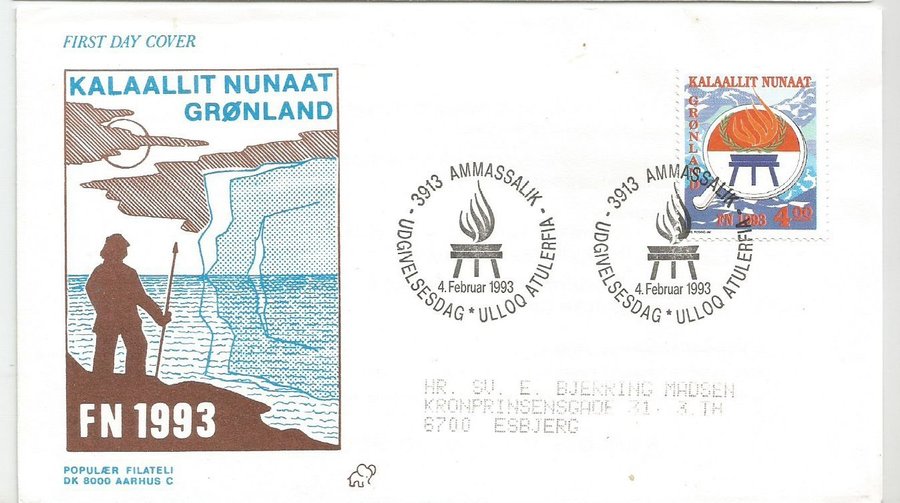 FIRST DAY COVER
KALAALLIT NUNAAT
GRØNLAND
FN 1993
POPULÆR FILATELI
DK 8000 AARHUS C
3913 AMMASSALIK
4. Februar 1993
UDGIVELSESDAG * ULLOQ ATULERFIA
3913 AMMASSALIK
4. Februar 1993
UDGIVELSESDAG * ULLOQ ATULERFIA
KALAALLIT NUNAAT
GRØNLAND
FN 1993 4.00
HR. SV. E. BJERRING MADSEN
KRONPRINSENSGADE 31. 3.TH
6700 ESBJERG